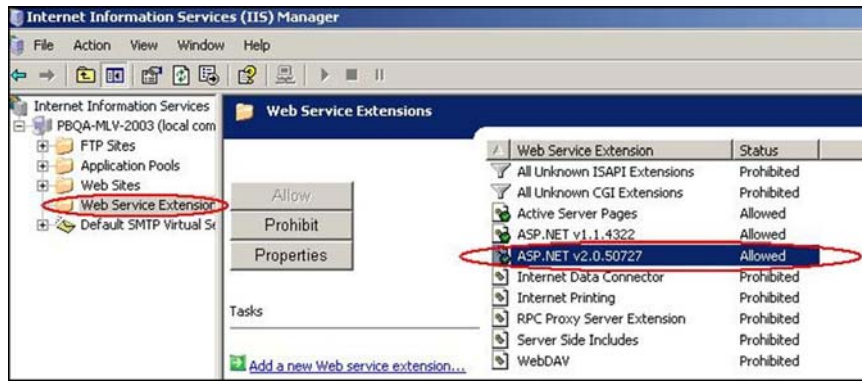 Internet Information Services (IIS) Manager
File Action View Window Help
Internet Information Services
PBQA-MLV-2003 (local com
FTP Sites
Application Pools
Web Sites
Web Service Extension
Default SMTP Virtual Se
Web Service Extensions
Allow
Prohibit
Properties
Tasks
Add a new Web service extension...
Web Service Extension Status
All Unknown ISAPI Extensions Prohibited
All Unknown CGI Extensions Prohibited
Active Server Pages Allowed
ASP.NET v1.1.4322 Allowed
ASP.NET v2.0.50727 Allowed
Internet Data Connector Prohibited
Internet Printing Prohibited
RPC Proxy Server Extension Prohibited
Server Side Includes Prohibited
WebDAV Prohibited